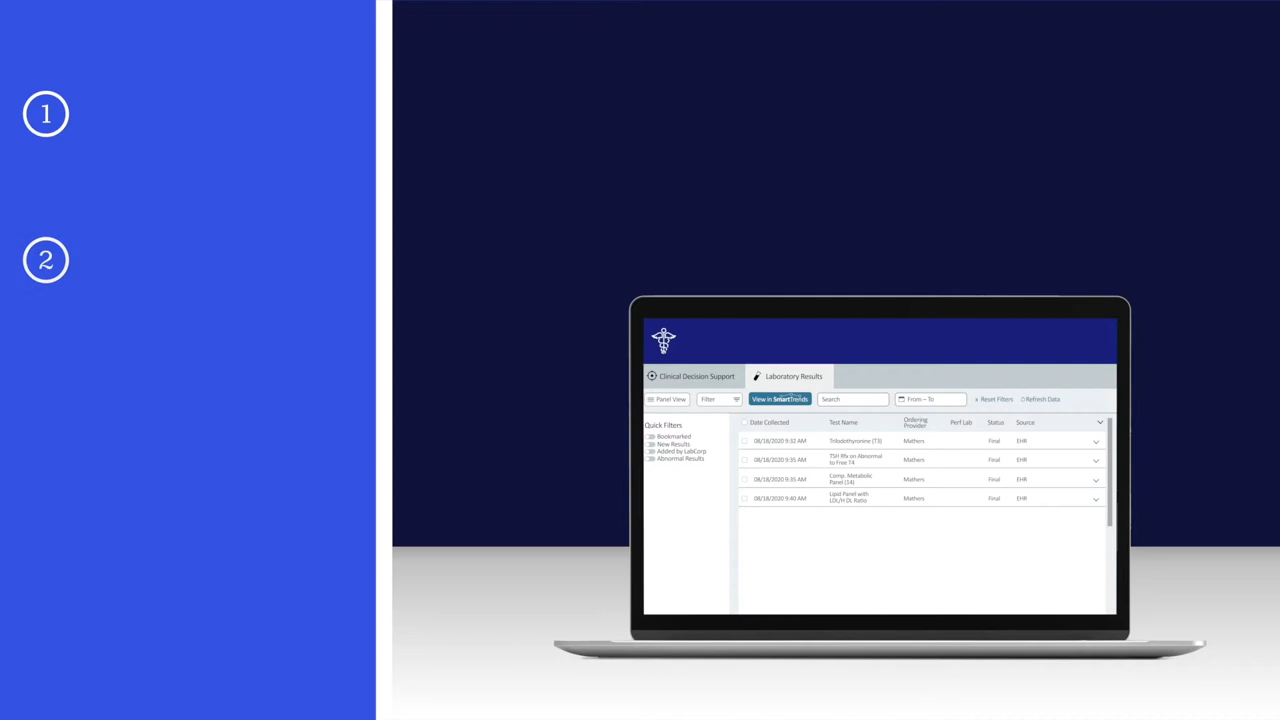 1
2
Clinical Decision Support
Laboratory Results
Panel View
Filter
View in SmartTrends
Search
From – To
x Reset Filters
Refresh Data
Quick Filters
Bookmarked
New Results
Added by LabCorp
Abnormal Results
Date Collected
Test Name
Ordering
Provider
Perf Lab
Status
Source
08/18/2020 9:32 AM
Triiodothyronine (T3)
Mathers
Final
EHR
08/18/2020 9:35 AM
TSH Rfx on Abnormal
to Free T4
Mathers
Final
EHR
08/18/2020 9:35 AM
Comp. Metabolic
Panel (14)
Mathers
Final
EHR
08/18/2020 9:40 AM
Lipid Panel with
LDL/H DL Ratio
Mathers
Final
EHR